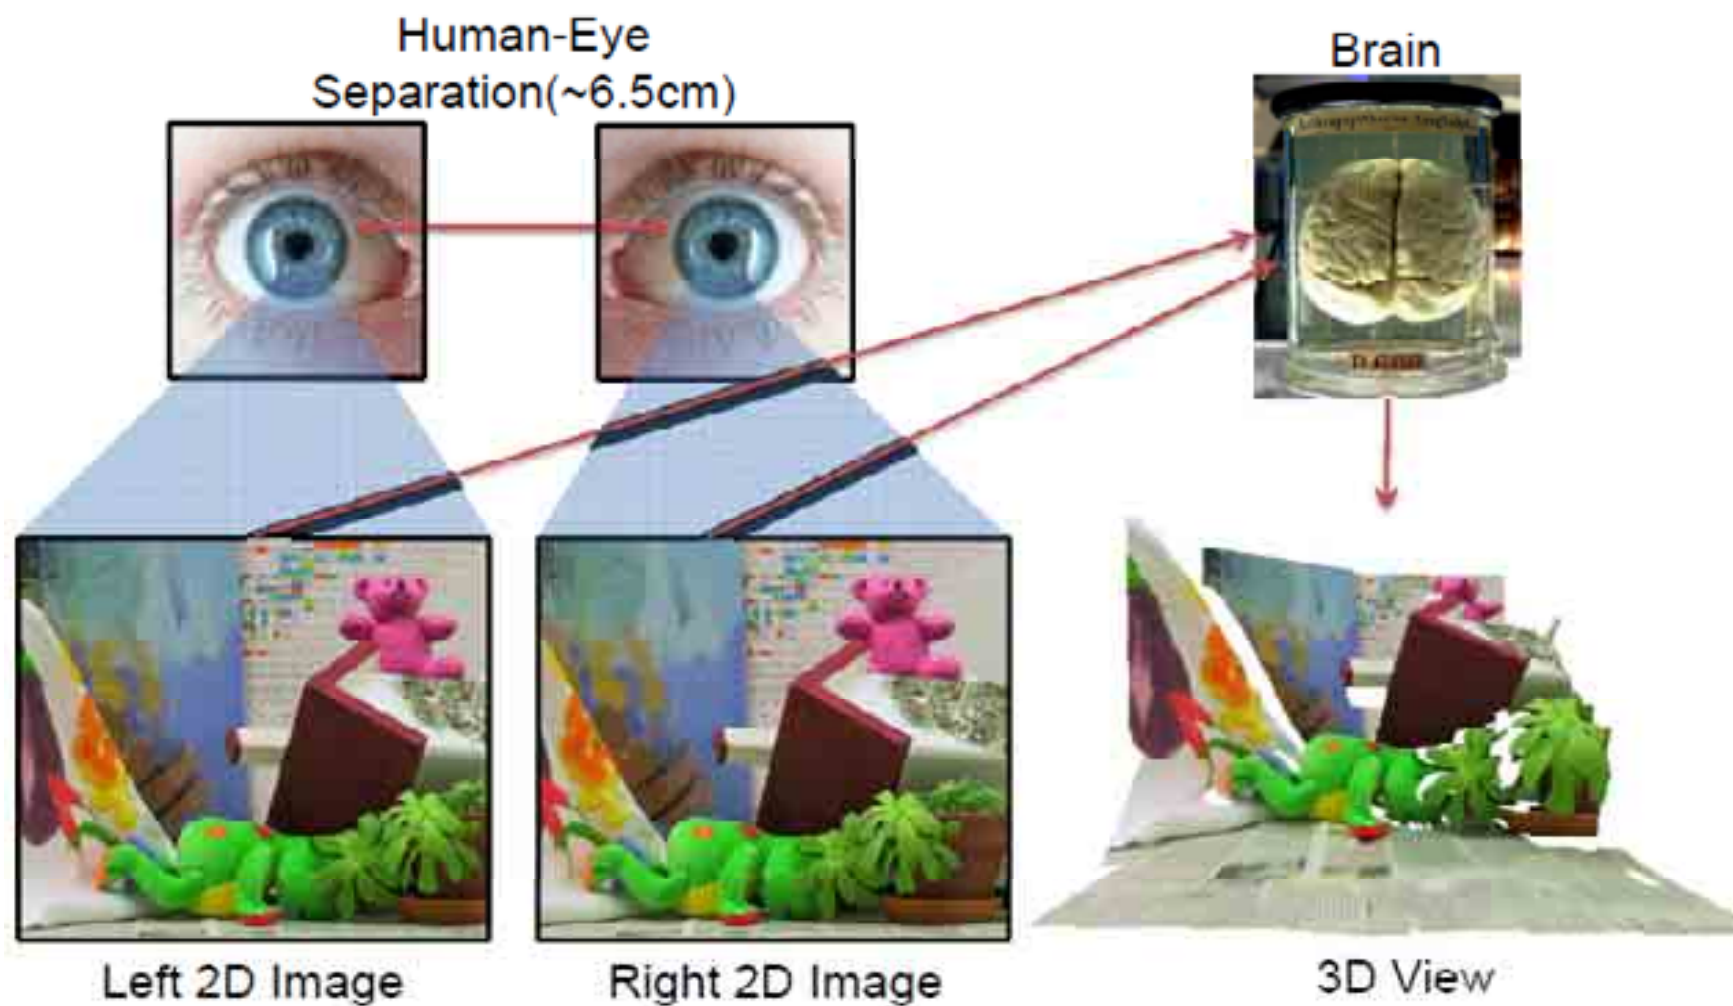 Human-Eye
Separation(~6.5cm)
Brain
Left 2D Image
Right 2D Image
3D View